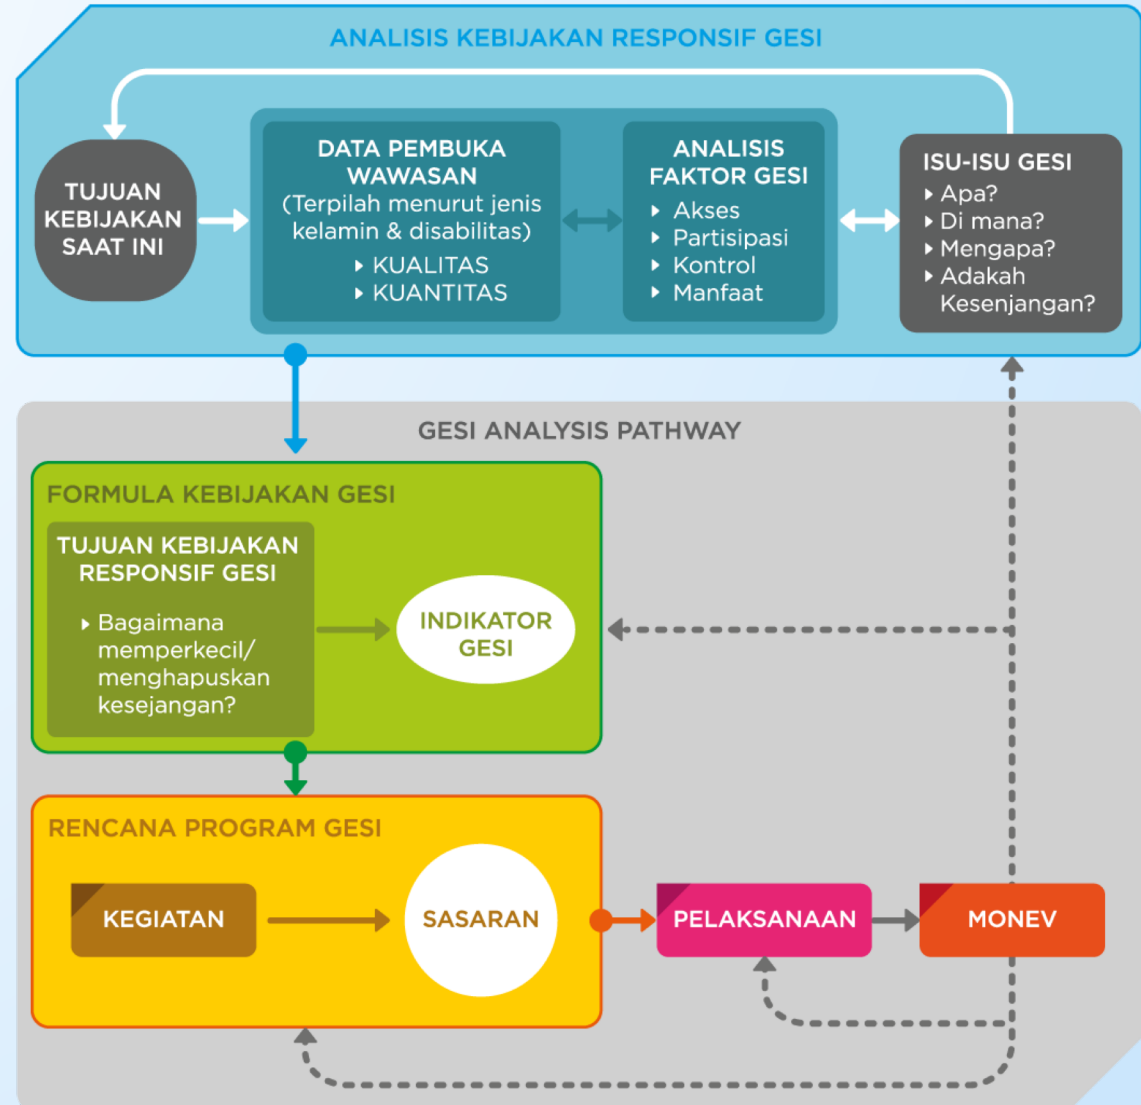 ANALISIS KEBIJAKAN RESPONSIF GESI
TUJUAN
KEBIJAKAN
SAAT INI
DATA PEMBUKA
WAWASAN
(Terpilah menurut jenis
kelamin & disabilitas)
▸ KUALITAS
▸ KUANTITAS
ANALISIS
FAKTOR GESI
▸ Akses
▸ Partisipasi
▸ Kontrol
▸ Manfaat
ISU-ISU GESI
▸ Apa?
▸ Di mana?
▸ Mengapa?
▸ Adakah
Kesenjangan?
GESI ANALYSIS PATHWAY
FORMULA KEBIJAKAN GESI
TUJUAN KEBIJAKAN
RESPONSIF GESI
▸ Bagaimana
memperkecil/
menghapuskan
kesejangan?
INDIKATOR
GESI
RENCANA PROGRAM GESI
KEGIATAN
SASARAN
PELAKSANAAN
MONEV